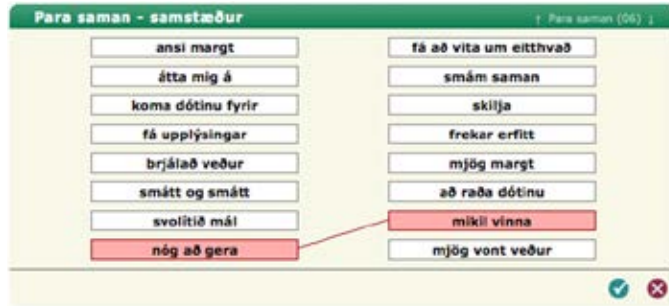 Para saman - samstæður
↑ Para saman (06) ↓
ansi margt
fá að vita um eitthvað
átta mig á
smám saman
koma dótinu fyrir
skilja
fá upplýsingar
frekar erfitt
brjálað veður
mjög margt
smátt og smátt
að raða dótinu
svolítið mál
mikil vinna
nóg að gera
mjög vont veður